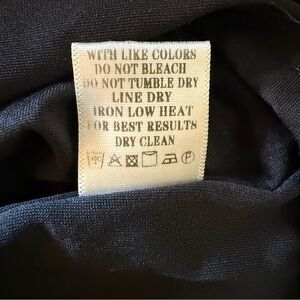 WITH LIKE COLORS
DO NOT BLEACH
DO NOT TUMBLE DRY
LINE DRY
IRON LOW HEAT
FOR BEST RESULTS
DRY CLEAN